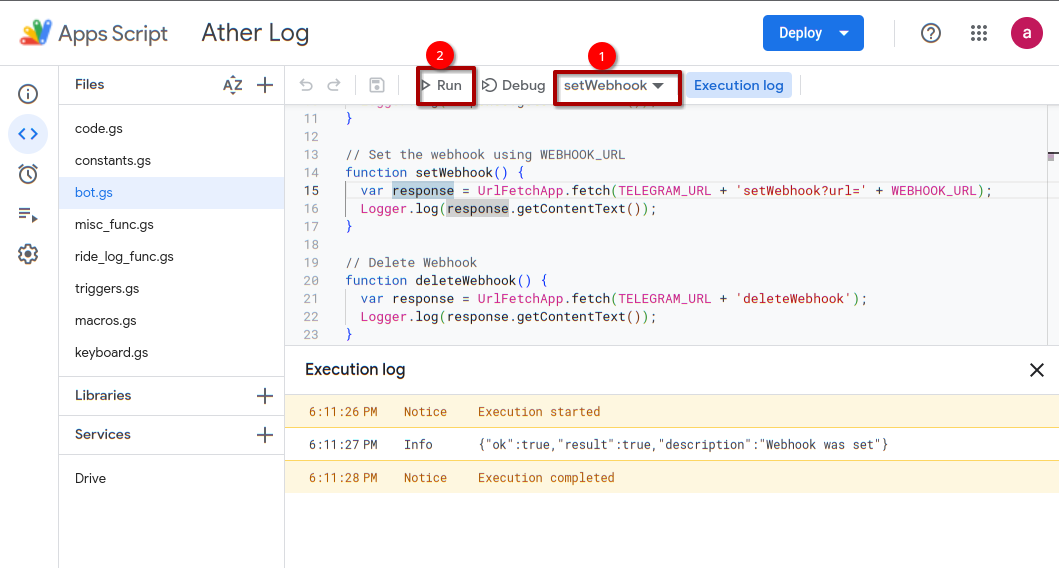 Apps Script
Ather Log
Deploy
a
2
1
Files
AZ
Run
Debug
setWebhook
Execution log
code.gs
constants.gs
bot.gs
misc_func.gs
ride_log_func.gs
triggers.gs
macros.gs
keyboard.gs
Libraries
Services
Drive
11 }
12
13 // Set the webhook using WEBHOOK_URL
14 function setWebhook() {
15 var response = UrlFetchApp.fetch(TELEGRAM_URL + 'setWebhook?url=' + WEBHOOK_URL);
16 Logger.log(response.getContentText());
17 }
18
19 // Delete Webhook
20 function deleteWebhook() {
21 var response = UrlFetchApp.fetch(TELEGRAM_URL + 'deleteWebhook');
22 Logger.log(response.getContentText());
23 }
Execution log
6:11:26 PM Notice Execution started
6:11:27 PM Info {"ok":true,"result":true,"description":"Webhook was set"}
6:11:28 PM Notice Execution completed